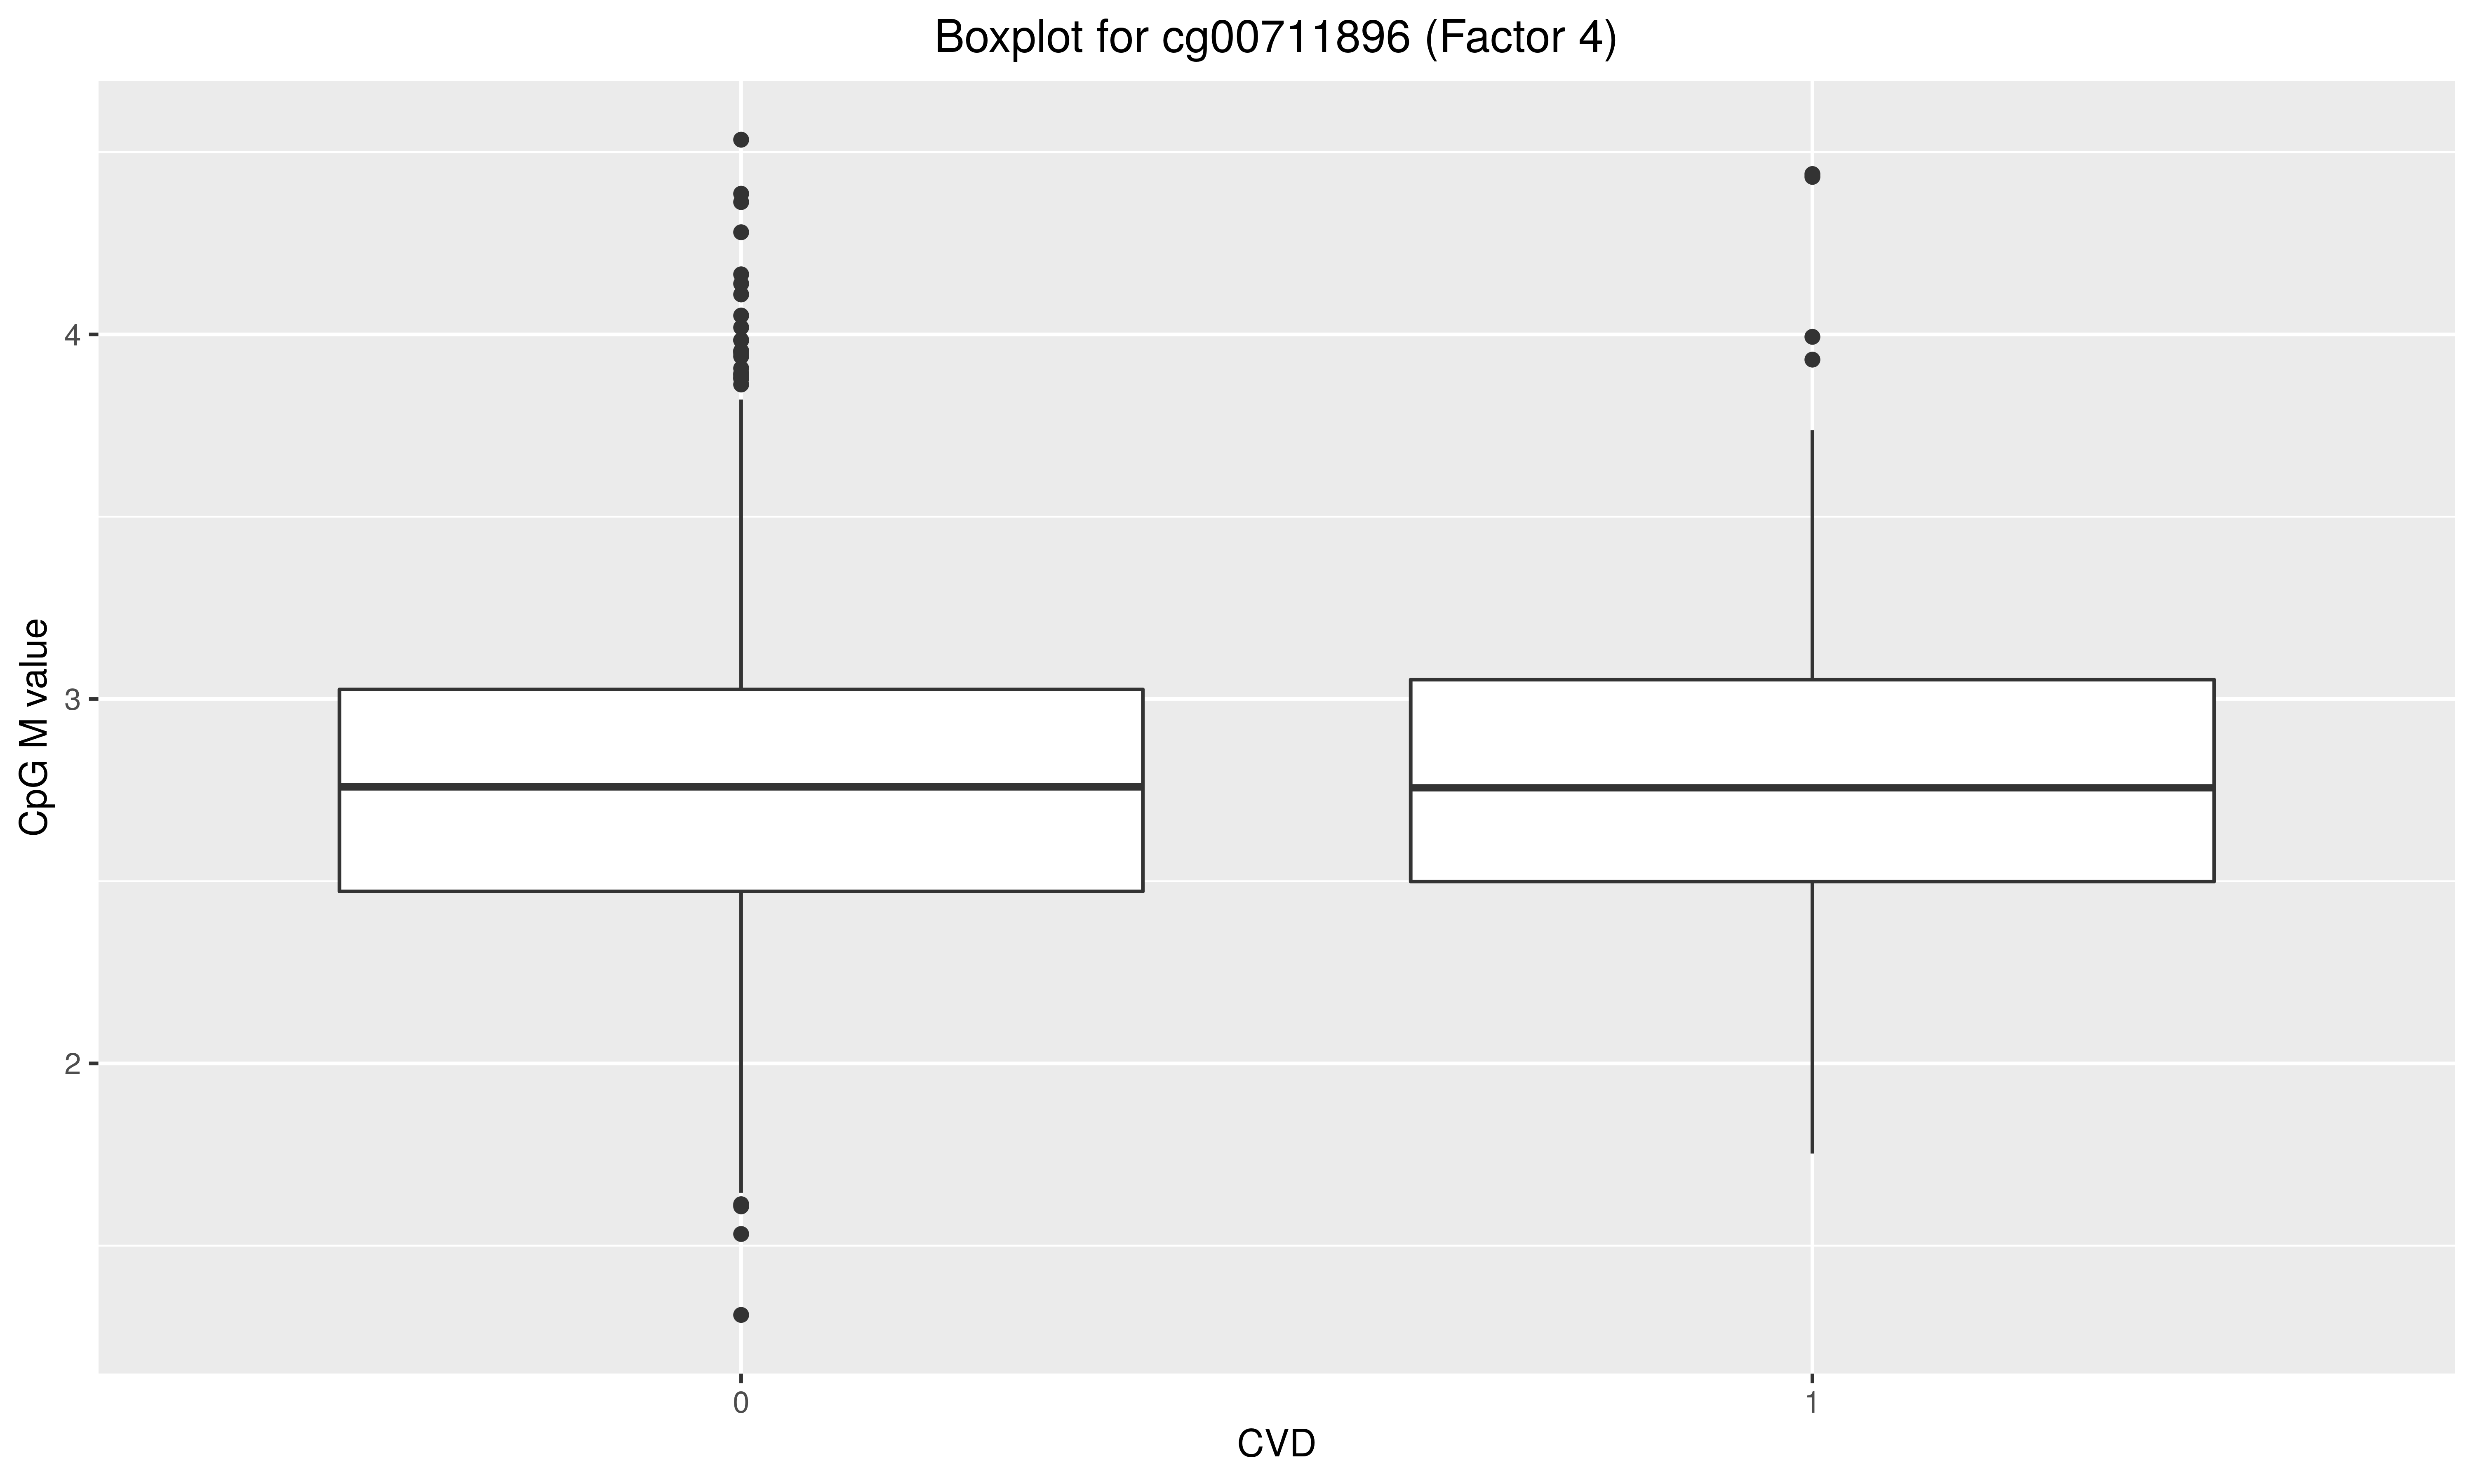 Boxplot for cg00711896 (Factor 4)
CpG M value
4
3
2
0 1
CVD